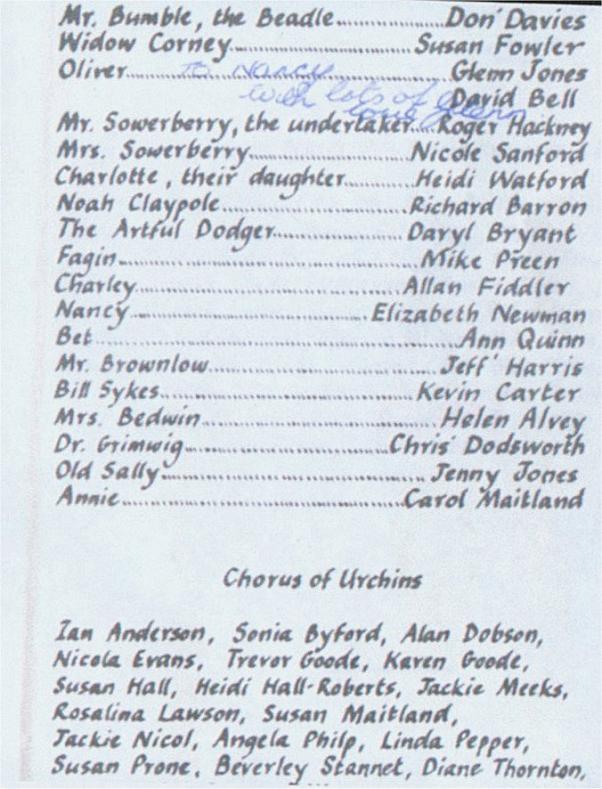 Mr. Bumble, the Beadle..............Don Davies
Widow Corney..............Susan Fowler
Oliver..............Glenn Jones
To Nancy
with lots of
love Glenn
David Bell
Mr. Sowerberry, the undertaker...Roger Hackney
Mrs. Sowerberry..............Nicole Sanford
Charlotte, their daughter..............Heidi Watford
Noah Claypole..............Richard Barron
The Artful Dodger..............Daryl Bryant
Fagin..............Mike Preen
Charley..............Allan Fiddler
Nancy..............Elizabeth Newman
Bet..............Ann Quinn
Mr. Brownlow..............Jeff Harris
Bill Sykes..............Kevin Carter
Mrs. Bedwin..............Helen Alvey
Dr. Grimwig..............Chris Dodsworth
Old Sally..............Jenny Jones
Annie..............Carol Maitland
Chorus of Urchins
Ian Anderson, Sonia Byford, Alan Dobson,
Nicola Evans, Trevor Goode, Karen Goode,
Susan Hall, Heidi Hall-Roberts, Jackie Meeks,
Rosalina Lawson, Susan Maitland,
Jackie Nicol, Angela Philp, Linda Pepper,
Susan Prone, Beverley Stannet, Diane Thornton,